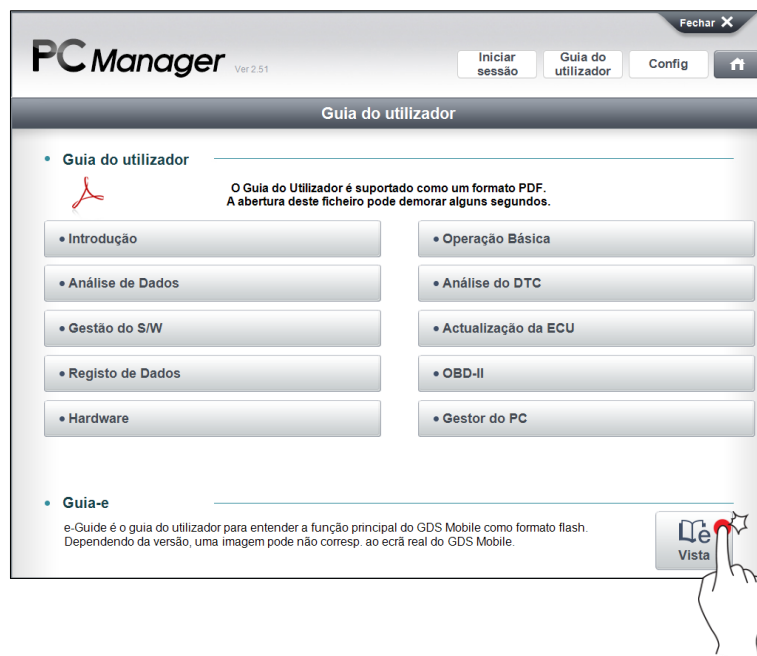 Fechar X
PC Manager Ver 2.51
Iniciar sessão
Guia do utilizador
Config
Guia do utilizador
Guia do utilizador
O Guia do Utilizador é suportado como um formato PDF.
A abertura deste ficheiro pode demorar alguns segundos.
Introdução
Operação Básica
Análise de Dados
Análise do DTC
Gestão do S/W
Actualização da ECU
Registo de Dados
OBD-II
Hardware
Gestor do PC
Guia-e
e-Guide é o guia do utilizador para entender a função principal do GDS Mobile como formato flash.
Dependendo da versão, uma imagem pode não corresp. ao ecrã real do GDS Mobile.
e
Vista